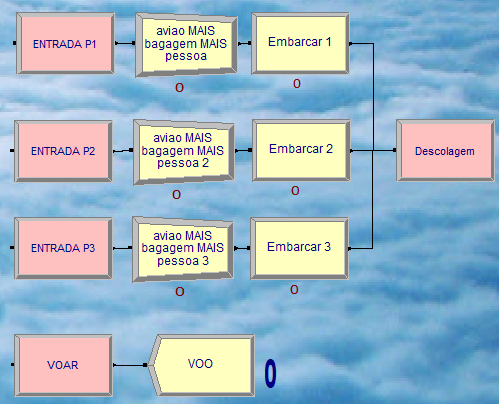 ENTRADA P1
aviao MAIS
bagagem MAIS
pessoa
0
Embarcar 1
0
ENTRADA P2
aviao MAIS
bagagem MAIS
pessoa 2
0
Embarcar 2
0
Descolagem
ENTRADA P3
aviao MAIS
bagagem MAIS
pessoa 3
0
Embarcar 3
0
VOAR
VOO
0